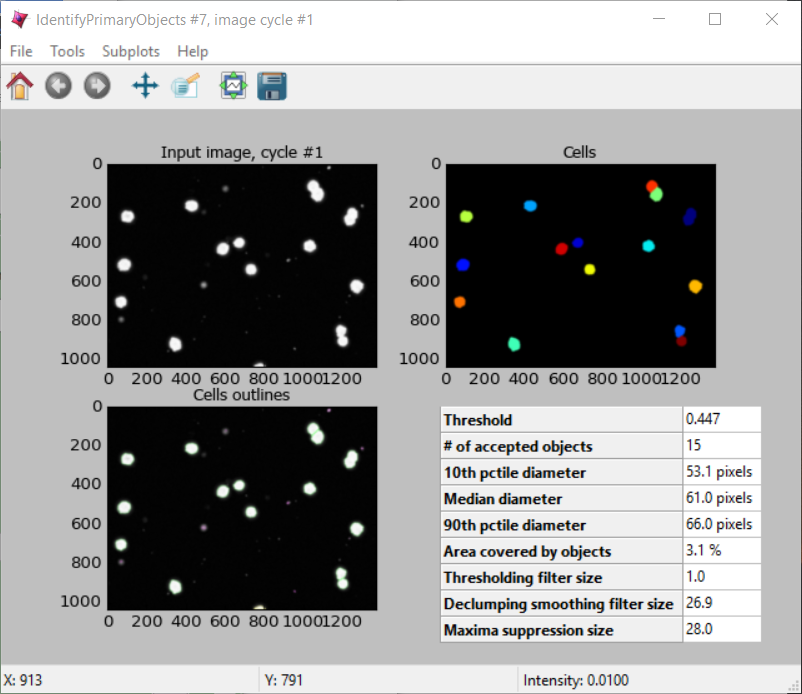 IdentifyPrimaryObjects #7, image cycle #1
File Tools Subplots Help
Input image, cycle #1
0
200
400
600
800
1000
0 200 400 600 800 1000 1200
Cells
0
200
400
600
800
1000
0 200 400 600 800 1000 1200
Cells outlines
0
200
400
600
800
1000
0 200 400 600 800 1000 1200
Threshold 0.447
# of accepted objects 15
10th pctile diameter 53.1 pixels
Median diameter 61.0 pixels
90th pctile diameter 66.0 pixels
Area covered by objects 3.1 %
Thresholding filter size 1.0
Declumping smoothing filter size 26.9
Maxima suppression size 28.0
X: 913 Y: 791 Intensity: 0.0100